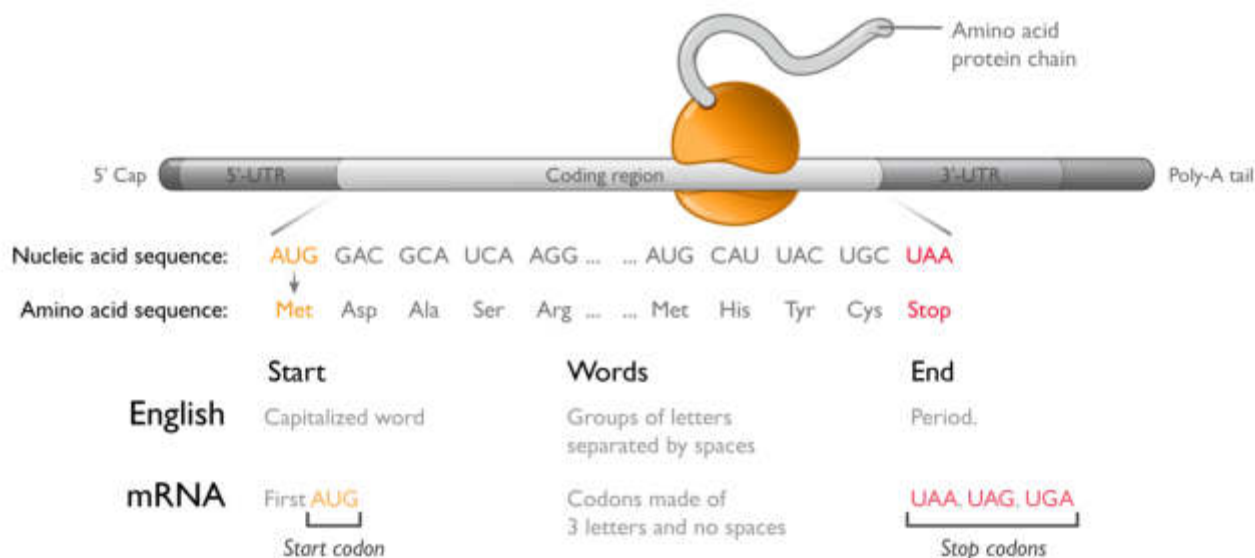 Amino acid
protein chain
5' Cap
5'-UTR
Coding region
3'-UTR
Poly-A tail
Nucleic acid sequence: AUG GAC GCA UCA AGG ... ... AUG CAU UAC UGC UAA
Amino acid sequence: Met Asp Ala Ser Arg ... ... Met His Tyr Cys Stop
Start Words End
English Capitalized word Groups of letters Period.
separated by spaces
mRNA First AUG Codons made of UAA, UAG, UGA
3 letters and no spaces
Start codon Stop codons